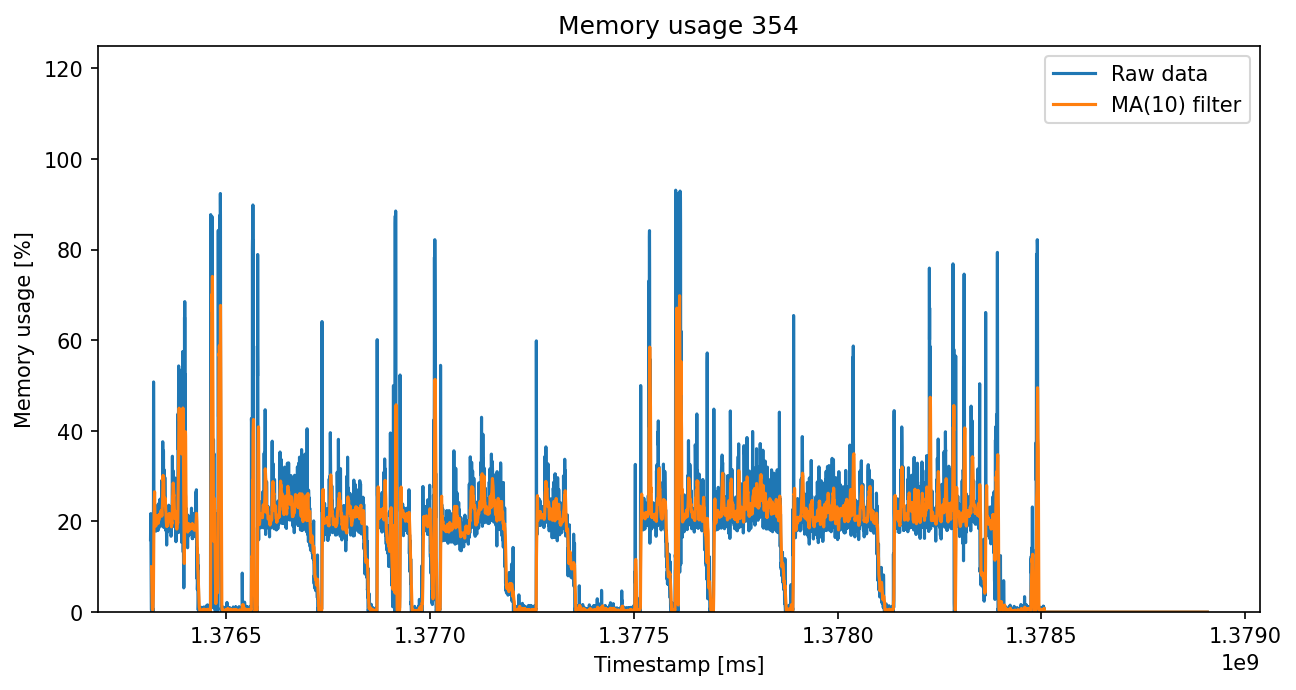 Memory usage 354
Raw data
MA(10) filter
Memory usage [%]
120
100
80
60
40
20
0
1.3765 1.3770 1.3775 1.3780 1.3785 1.3790
1e9
Timestamp [ms]